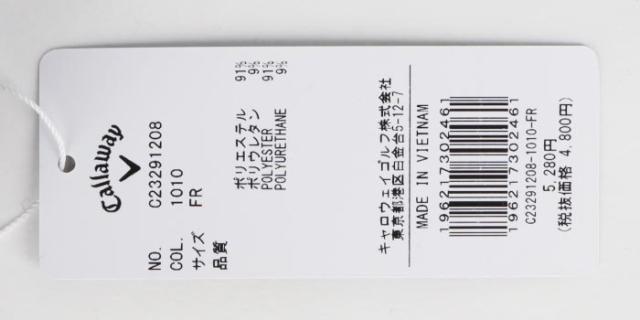 Callaway
NO. C23291208
COL. 1010
サイズ FR
品質
ポリエステル 91%
ポリウレタン 9%
POLYESTER 91%
POLYURETHANE 9%
キャロウェイゴルフ株式会社
東京都港区白金台5-12-7
MADE IN VIETNAM
196217302461
196217302461
C23291208-1010-FR
5,280円
(税抜価格 4,800円)